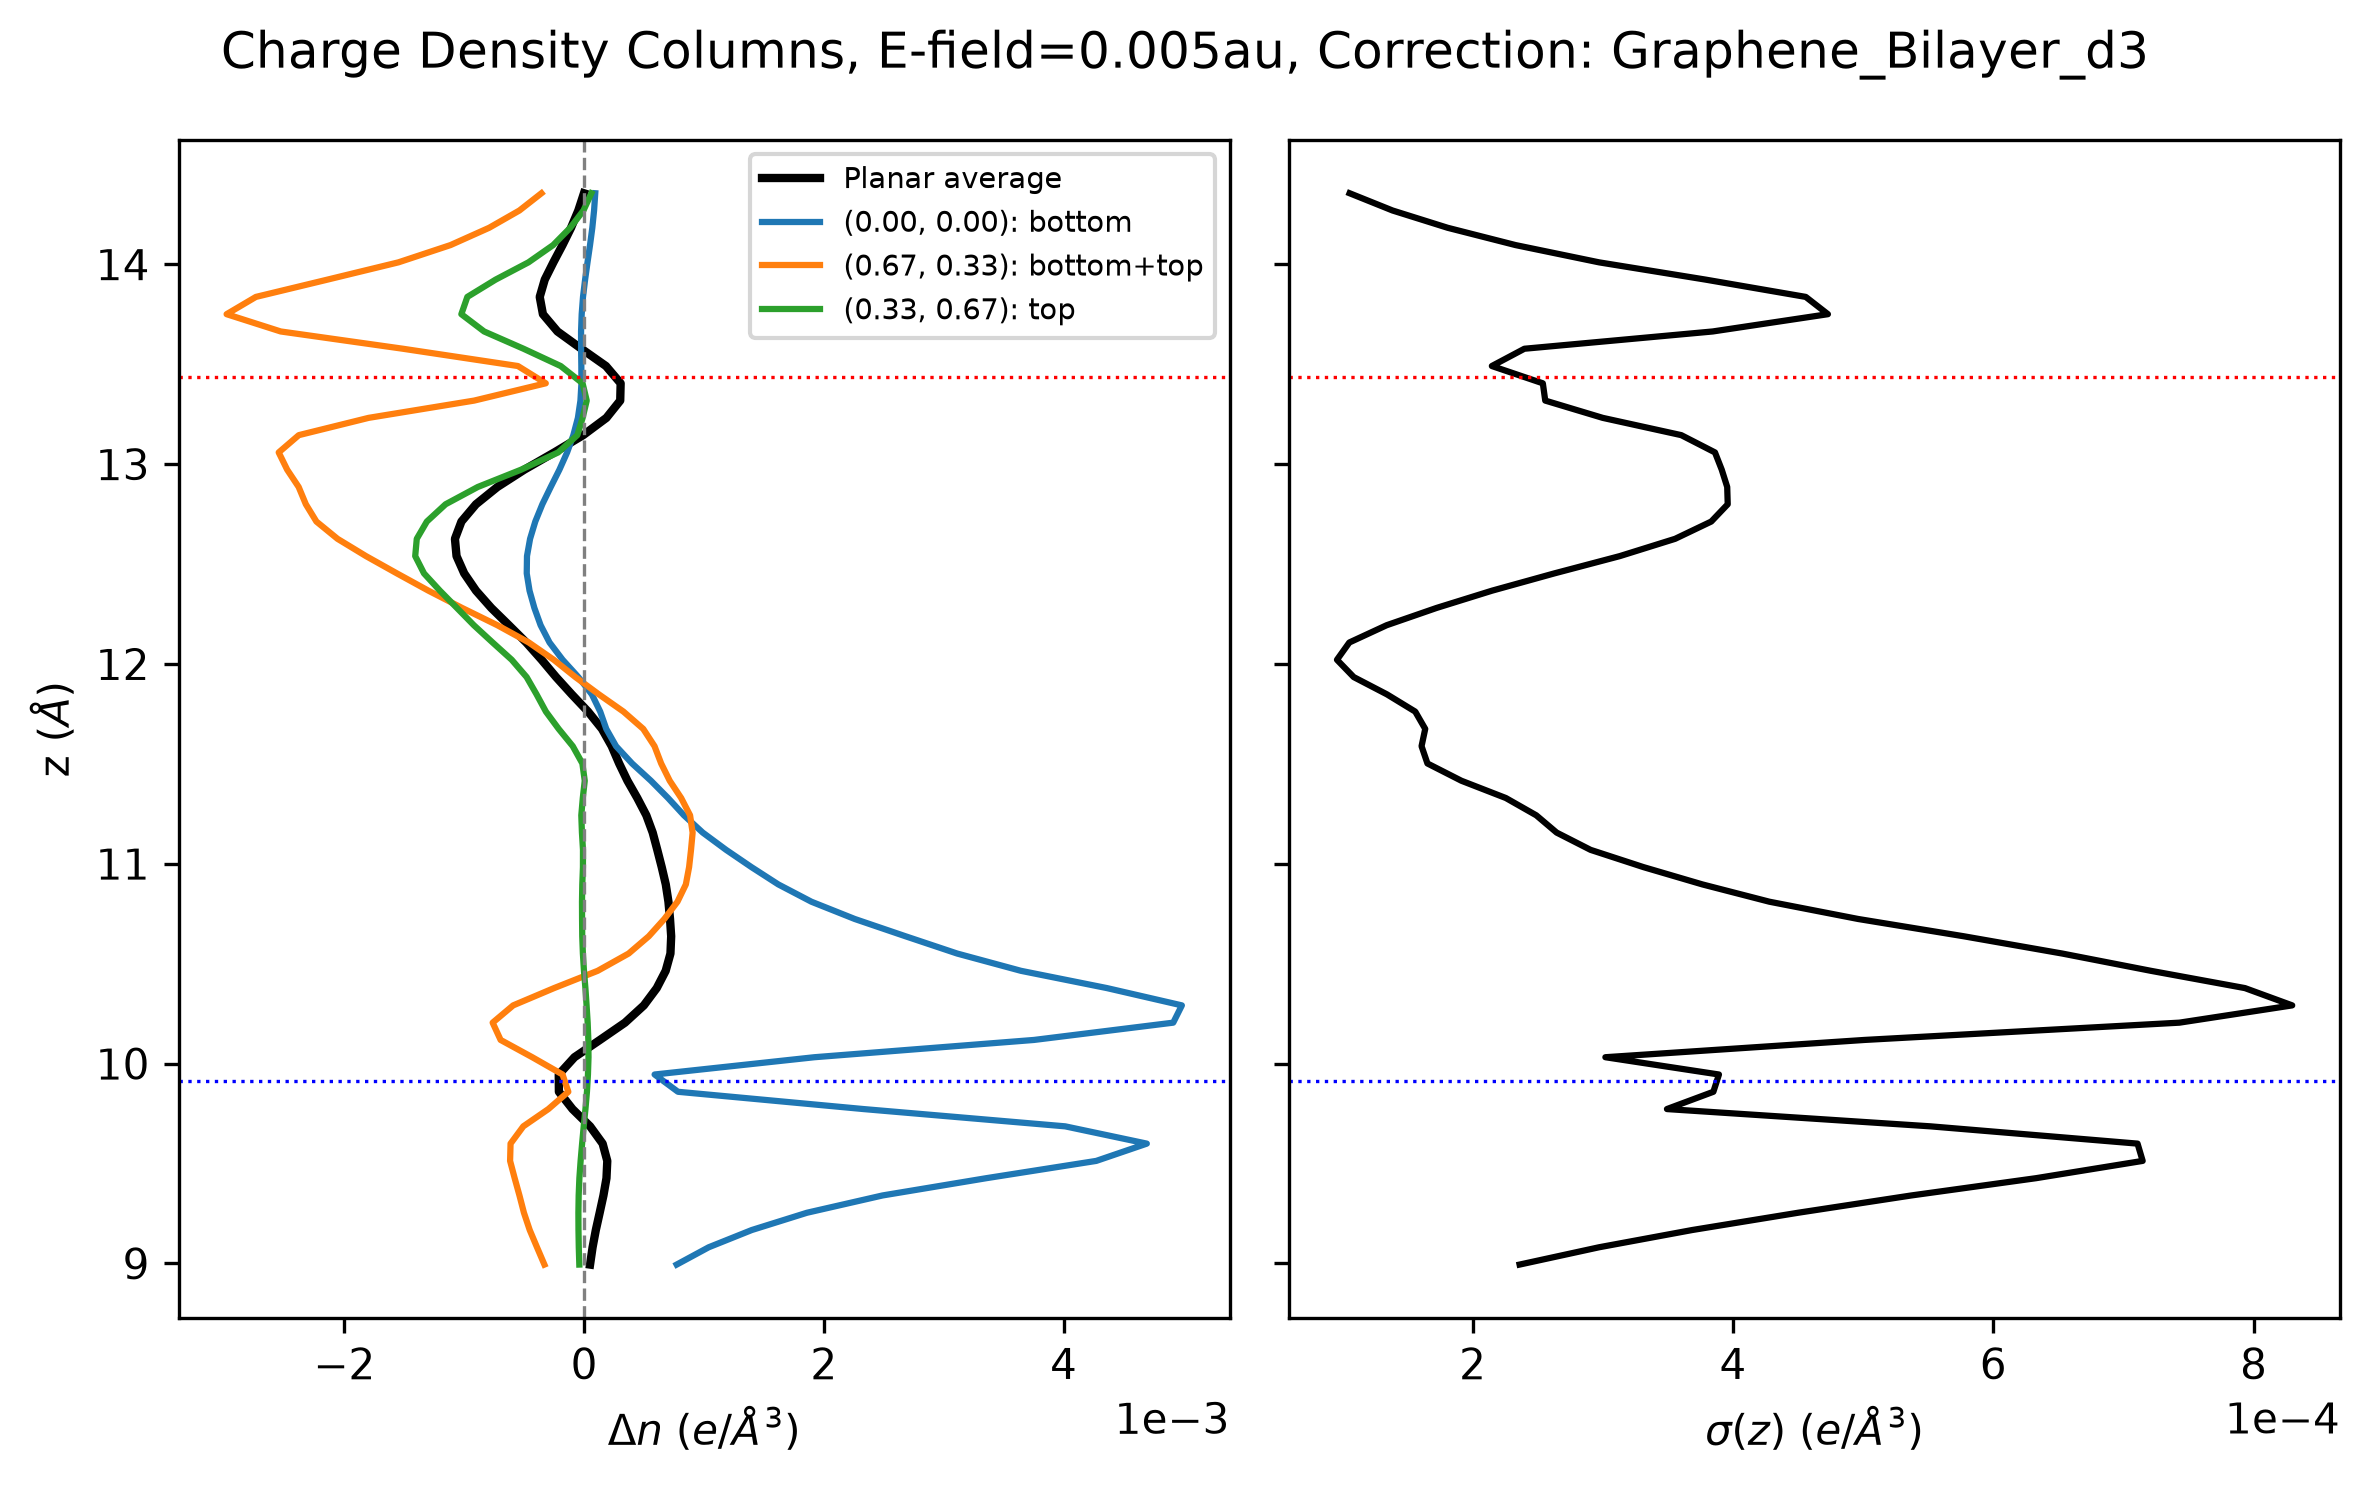 Charge Density Columns, E-field=0.005au, Correction: Graphene_Bilayer_d3
Planar average
(0.00, 0.00): bottom
(0.67, 0.33): bottom+top
(0.33, 0.67): top
14
13
12
11
10
9
z (Å)
−2 0 2 4
1e−3
Δn (e/Å³)
2 4 6 8
1e−4
σ(z) (e/Å³)